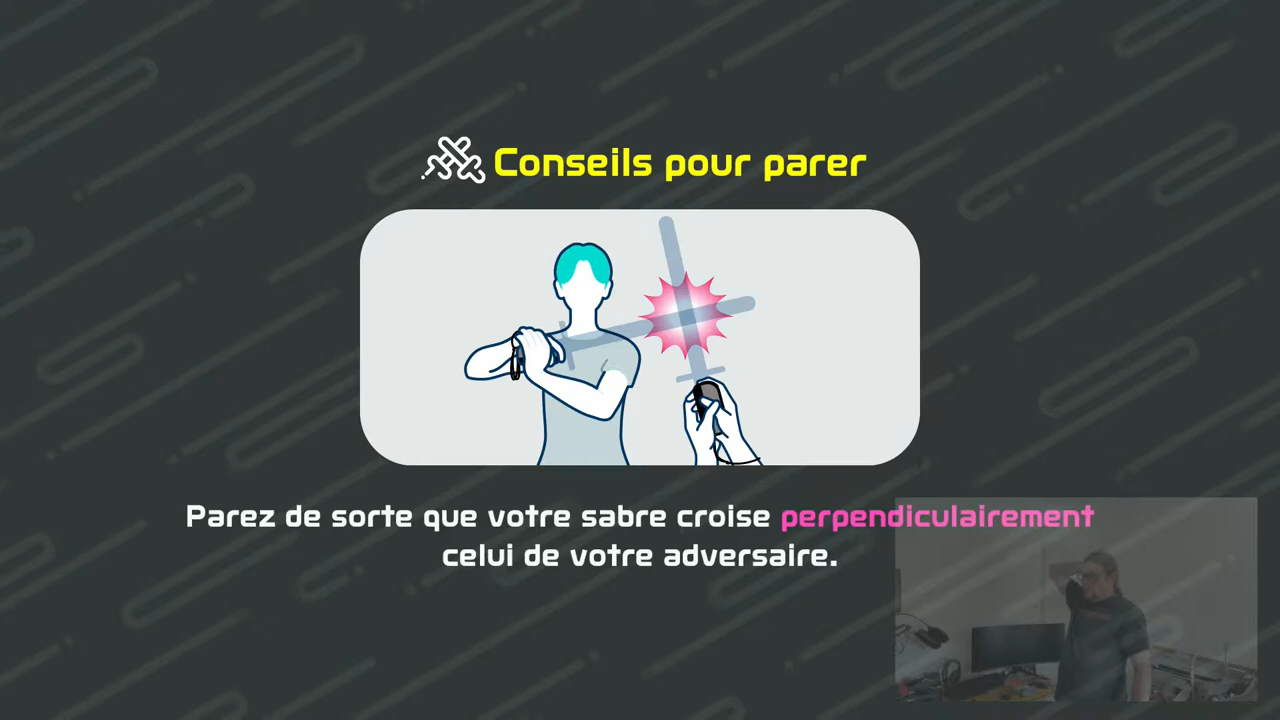 Conseils pour parer
Parez de sorte que votre sabre croise perpendiculairement
celui de votre adversaire.